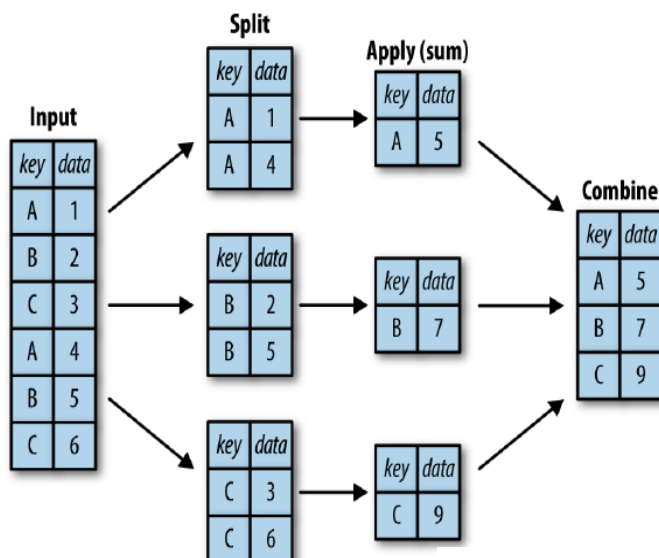 Input
key data
A 1
B 2
C 3
A 4
B 5
C 6
Split
key data
A 1
A 4
key data
B 2
B 5
key data
C 3
C 6
Apply (sum)
key data
A 5
key data
B 7
key data
C 9
Combine
key data
A 5
B 7
C 9